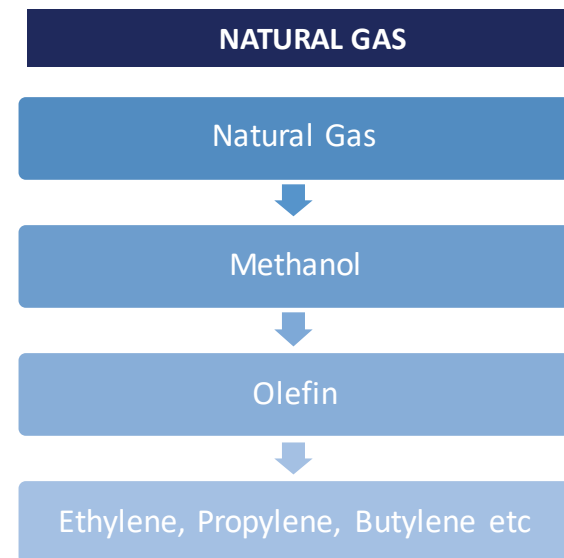 NATURAL GAS
Natural Gas
Methanol
Olefin
Ethylene, Propylene, Butylene etc